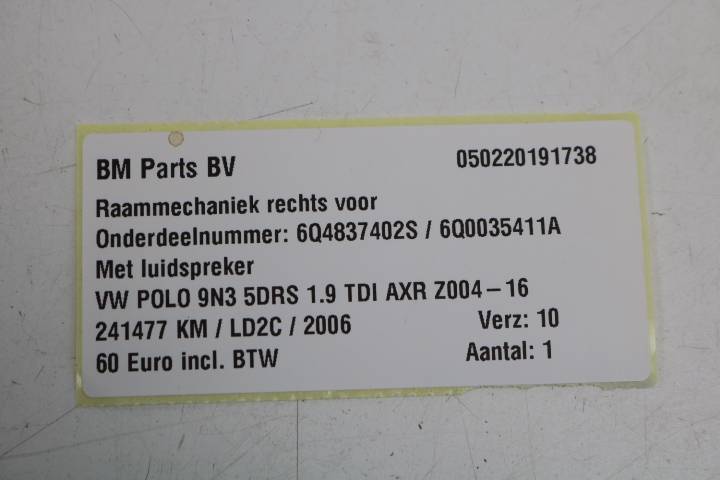 BM Parts BV 050220191738
Raammechaniek rechts voor
Onderdeelnummer: 6Q4837402S / 6Q0035411A
Met luidspreker
VW POLO 9N3 5DRS 1.9 TDI AXR Z004-16
241477 KM / LD2C / 2006 Verz: 10
60 Euro incl. BTW Aantal: 1